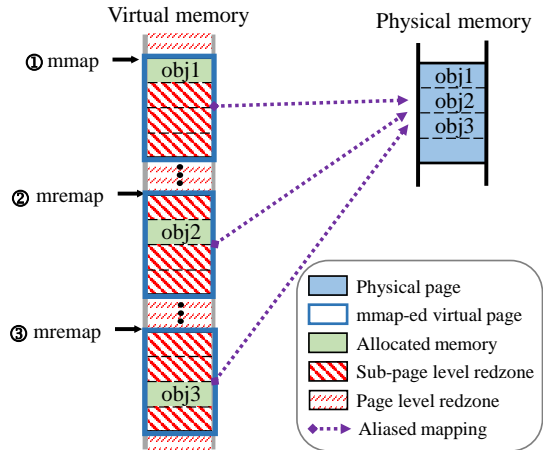 Virtual memory
Physical memory
① mmap
obj1
② mremap
obj2
③ mremap
obj3
obj1
obj2
obj3
Physical page
mmap-ed virtual page
Allocated memory
Sub-page level redzone
Page level redzone
Aliased mapping